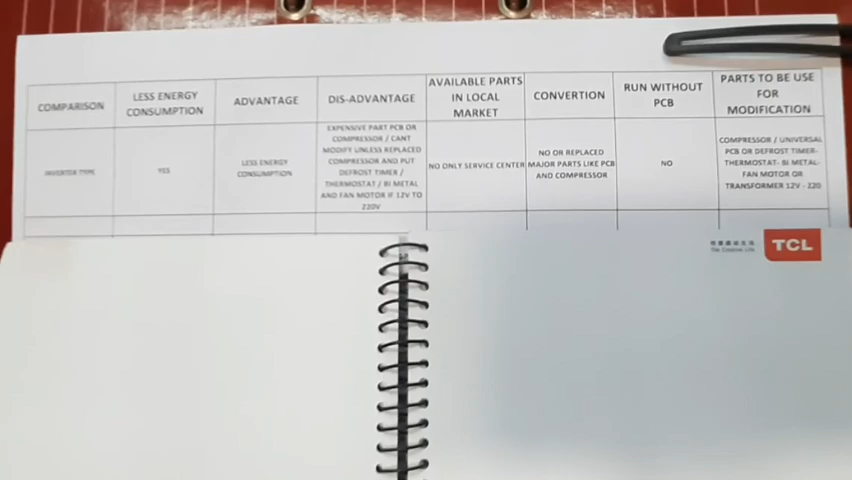 COMPARISON
LESS ENERGY
CONSUMPTION
ADVANTAGE
DIS-ADVANTAGE
AVAILABLE PARTS
IN LOCAL
MARKET
CONVERTION
RUN WITHOUT
PCB
PARTS TO BE USE
FOR
MODIFICATION
INVERTER TYPE
YES
LESS ENERGY
CONSUMPTION
EXPENSIVE PART PCB OR
COMPRESSOR / CANT
MODIFY UNLESS REPLACED
COMPRESSOR AND PUT
DEFROST TIMER /
THERMOSTAT / BI METAL
AND FAN MOTOR IF 12V TO
220V
NO ONLY SERVICE CENTER
NO OR REPLACED
MAJOR PARTS LIKE PCB
AND COMPRESSOR
NO
COMPRESSOR / UNIVERSAL
PCB OR DEFROST TIMER-
THERMOSTAT- BI METAL-
FAN MOTOR OR
TRANSFORMER 12V - 220
The Creative Life
TCL